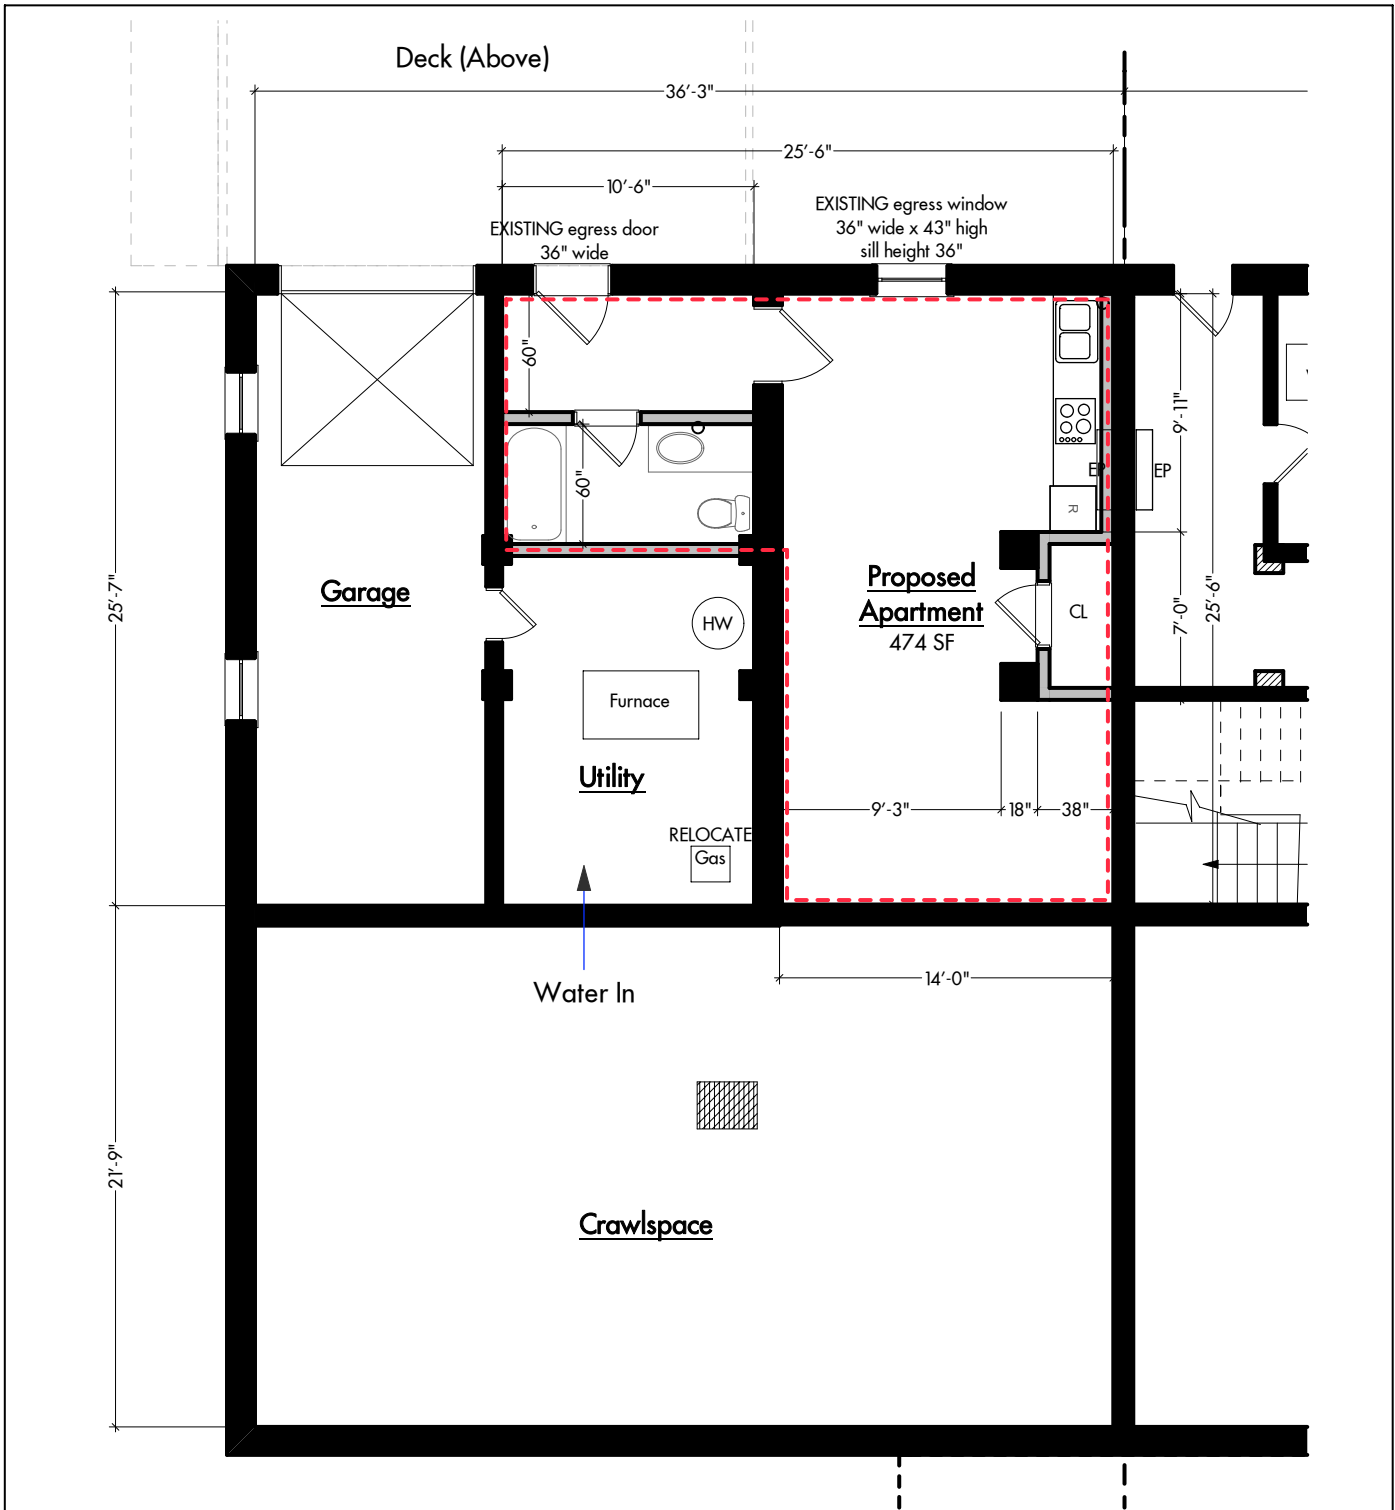 Deck (Above)
36'-3"
25'-6"
10'-6"
EXISTING egress door
36" wide
EXISTING egress window
36" wide x 43" high
sill height 36"
60"
60"
9'-11"
EP
EP
R
25'-7"
Garage
HW
Proposed
Apartment
474 SF
CL
7'-0"
25'-6"
Furnace
Utility
9'-3"
18"
38"
RELOCATE
Gas
Water In
14'-0"
21'-9"
Crawlspace